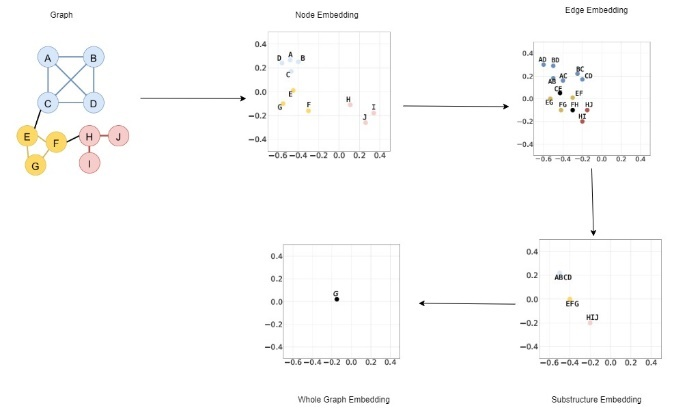 Graph
Node Embedding
Edge Embedding
A
B
C
D
E
F
G
H
J
I
0.4
0.2
0.0
−0.2
−0.4
D
A
B
C
E
G
F
H
I
J
−0.6 −0.4 −0.2 0.0 0.2 0.4
0.4
0.2
0.0
−0.2
−0.4
AD
BD
BC
AB
AC
CD
CE
EF
EG
FG
FH
HJ
HI
−0.6 −0.4 −0.2 0.0 0.2 0.4
0.4
0.2
0.0
−0.2
−0.4
G
−0.6 −0.4 −0.2 0.0 0.2 0.4
0.4
0.2
0.0
−0.2
−0.4
ABCD
EFG
HIJ
−0.6 −0.4 −0.2 0.0 0.2 0.4
Whole Graph Embedding
Substructure Embedding